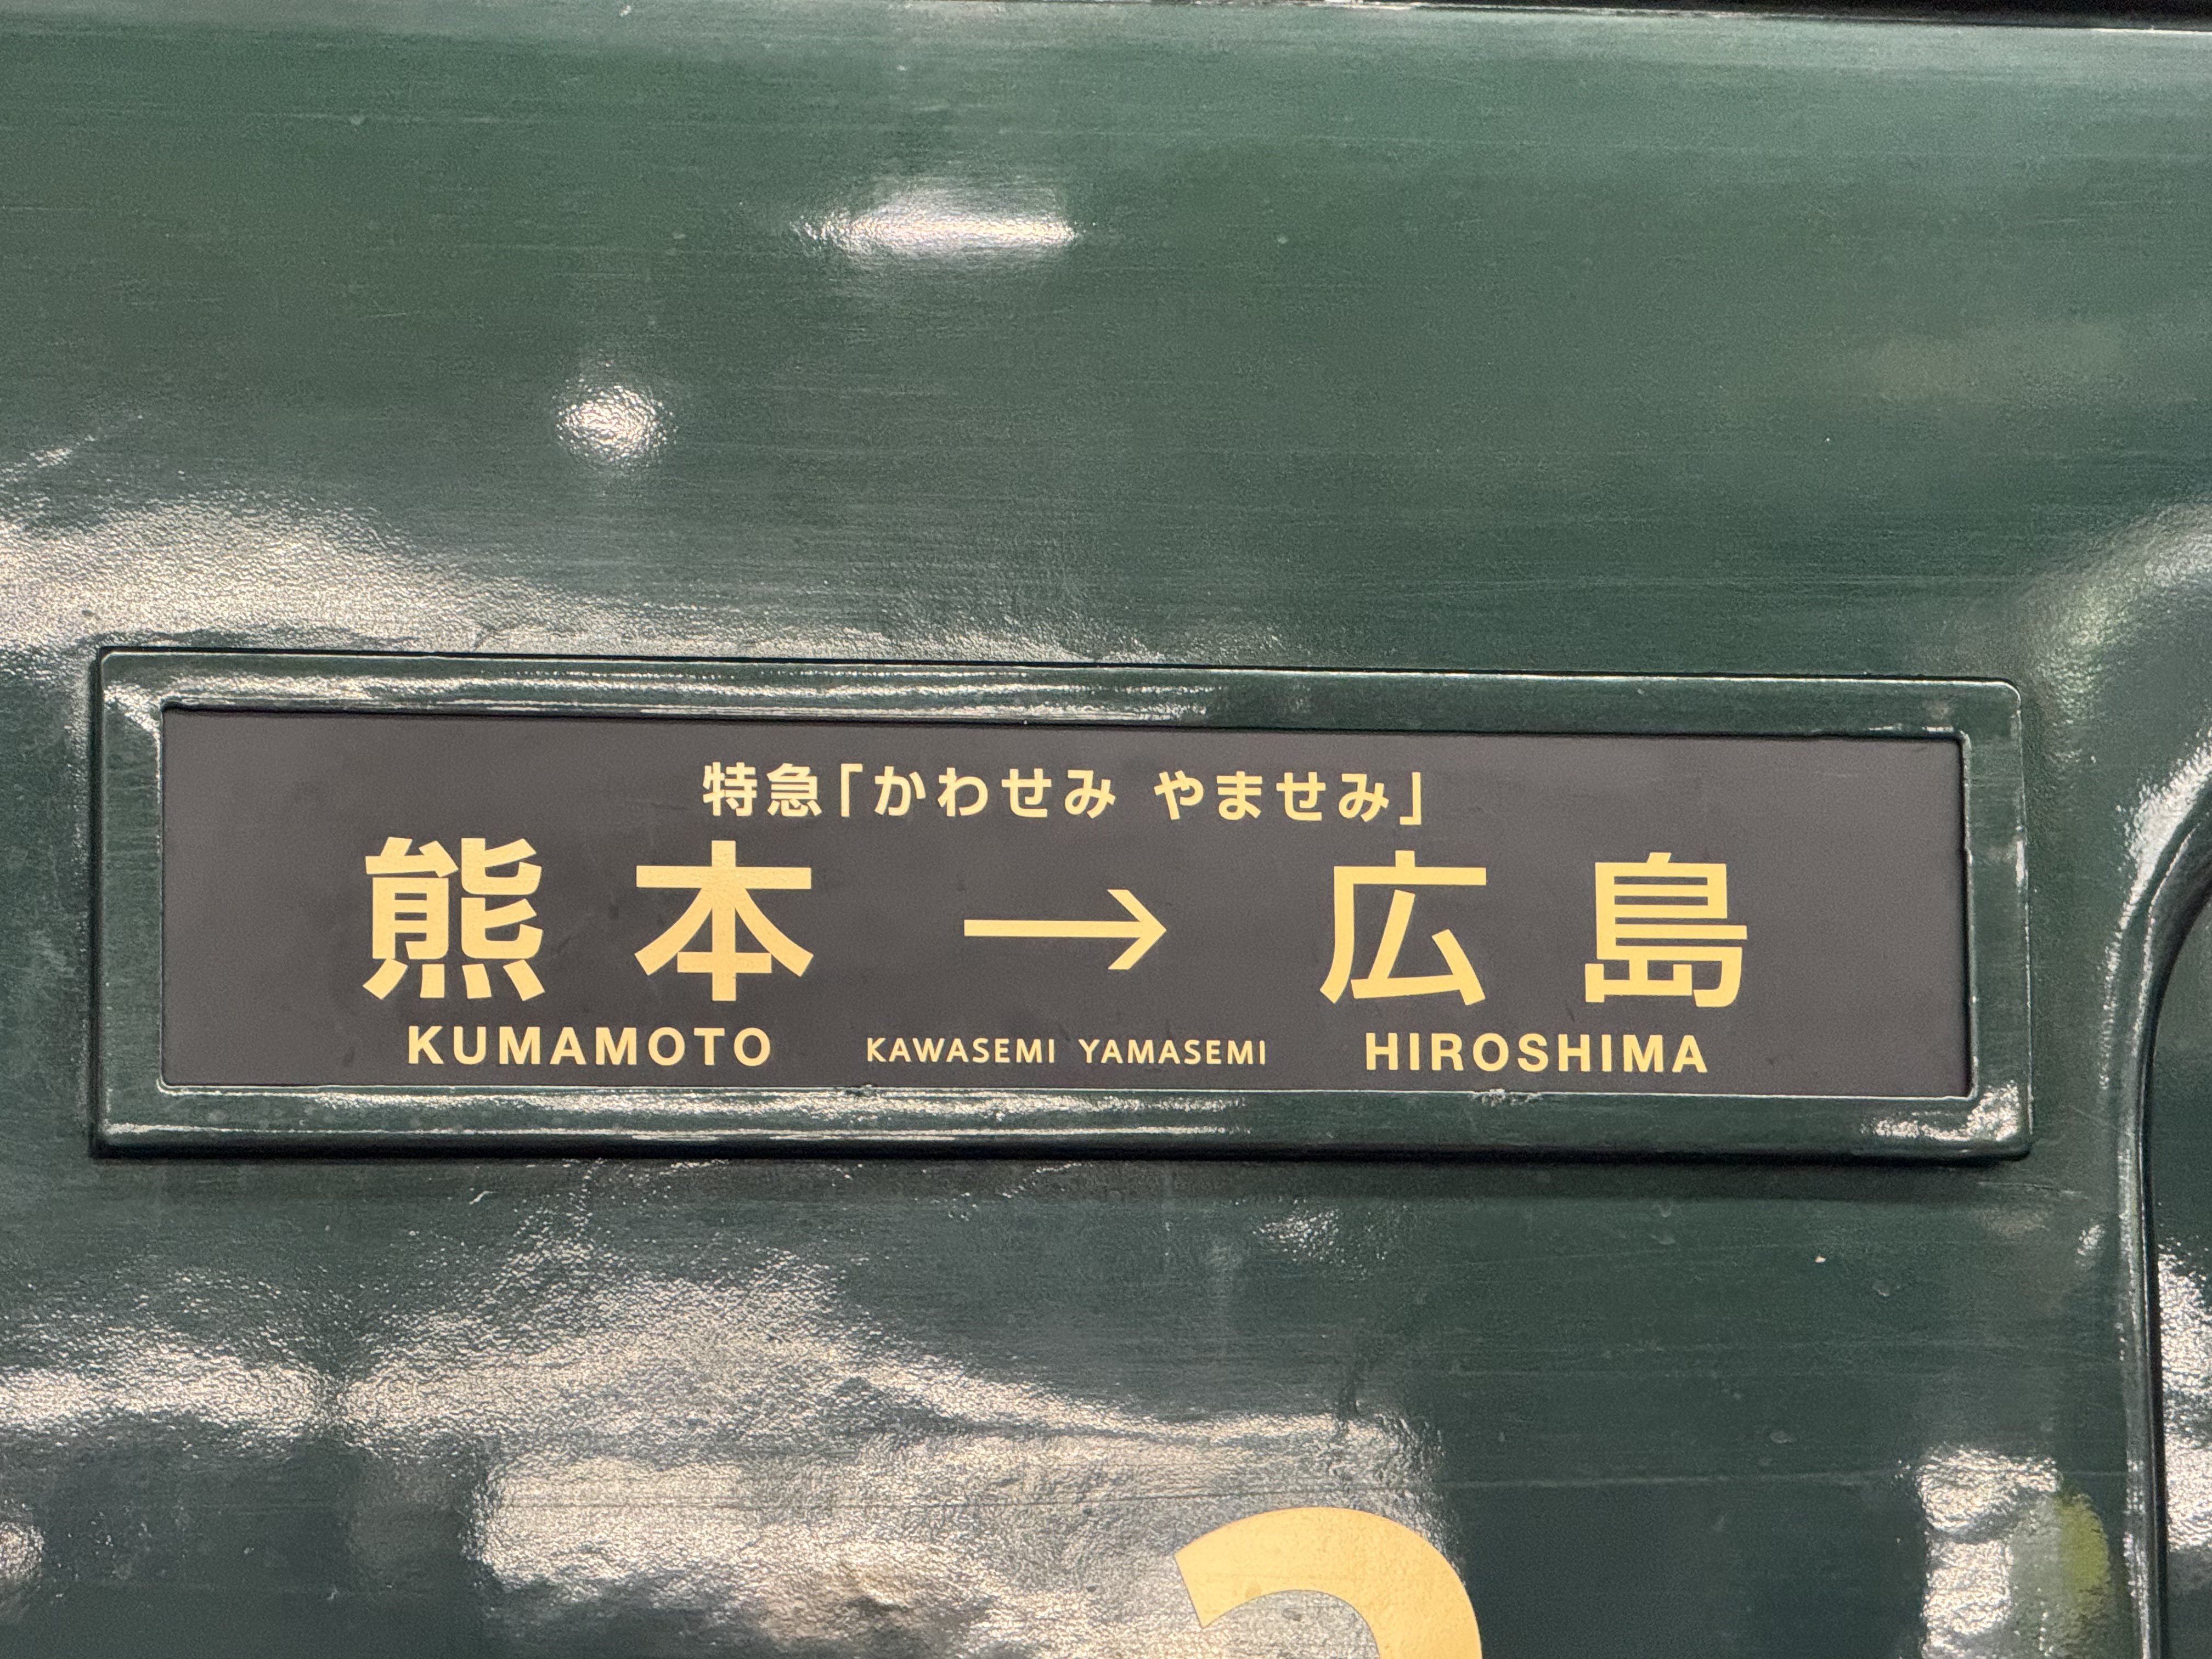 特急「かわせみ やませみ」
熊本→広島
KUMAMOTO KAWASEMI YAMASEMI HIROSHIMA